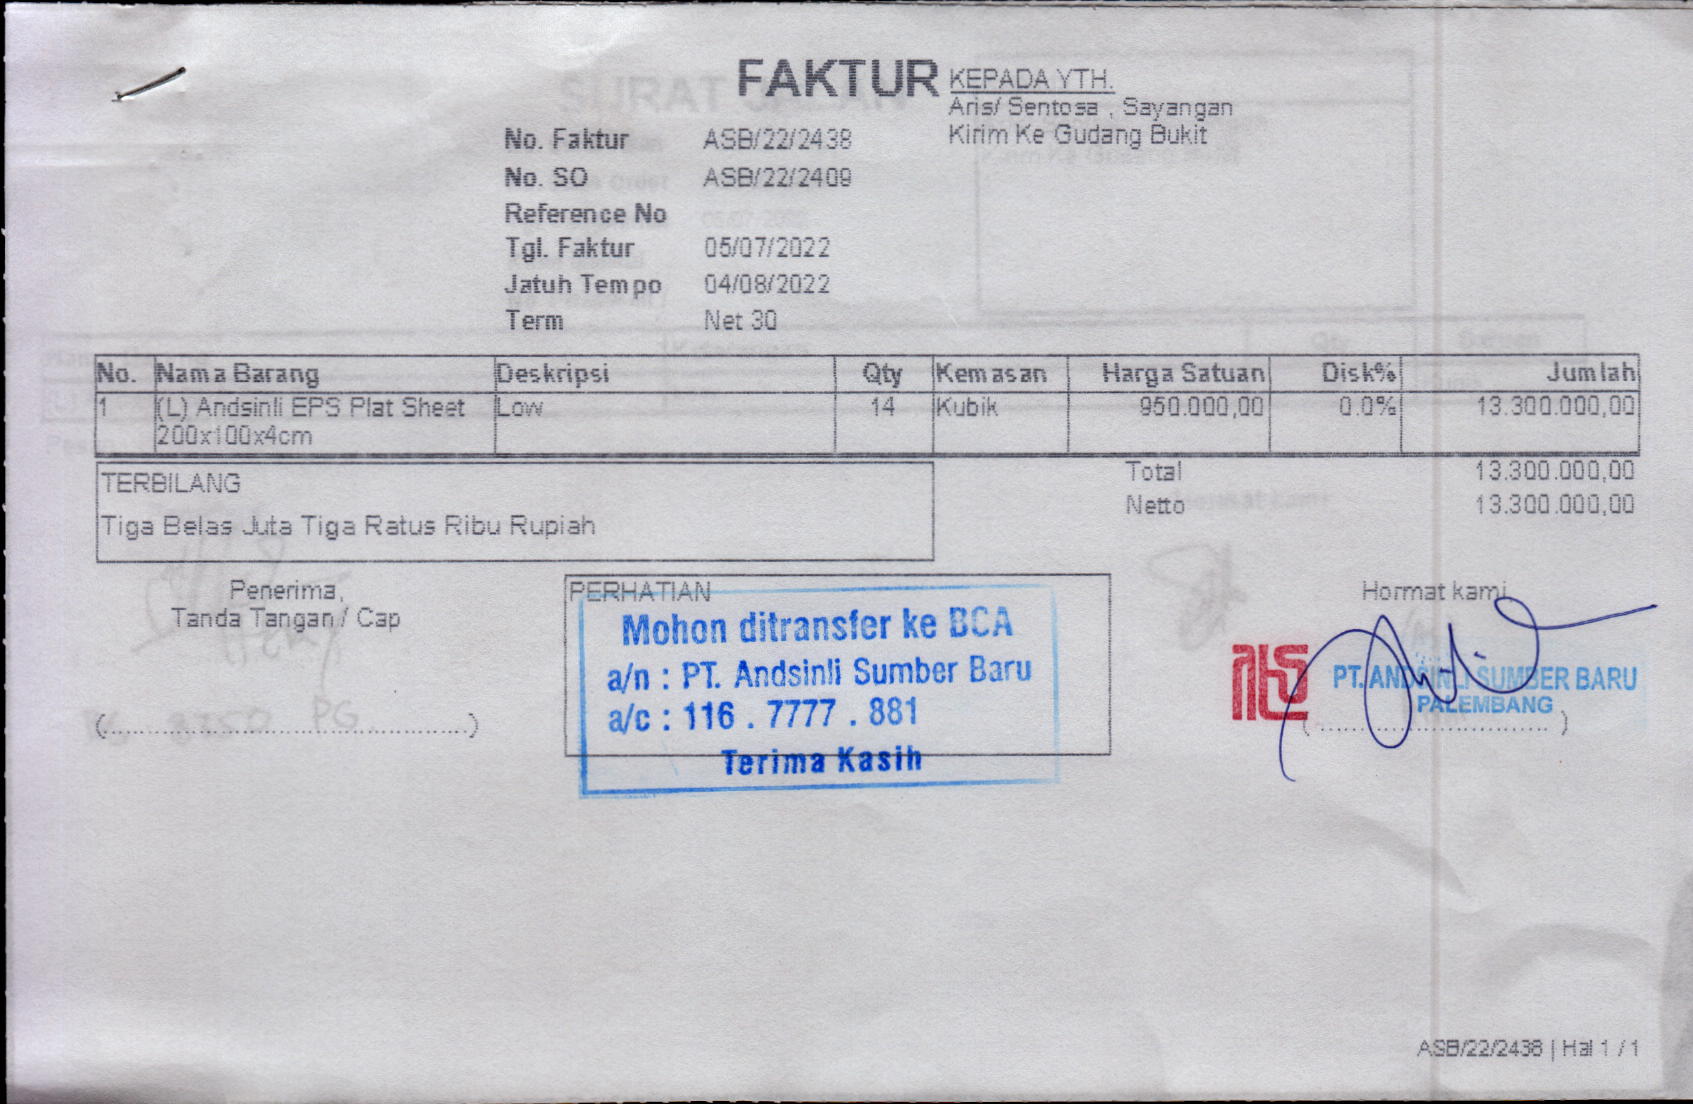 FAKTUR
KEPADA YTH.
Aris/ Sentosa , Sayangan
Kirim Ke Gudang Bukit
No. Faktur ASB/22/2438
No. SO ASB/22/2409
Reference No
Tgl. Faktur 05/07/2022
Jatuh Tempo 04/08/2022
Term Net 30
No. Nama Barang Deskripsi Qty Kemasan Harga Satuan Disk% Jumlah
1 (L) Andsinli EPS Plat Sheet Low 14 Kubik 950.000,00 0.0% 13.300.000,00
200x100x4cm
Total 13.300.000,00
Netto 13.300.000,00
TERBILANG
Tiga Belas Juta Tiga Ratus Ribu Rupiah
Penerima,
Tanda Tangan / Cap
(..........................................)
PERHATIAN
Mohon ditransfer ke BCA
a/n : PT. Andsinli Sumber Baru
a/c : 116 . 7777 . 881
Terima Kasih
Hormat kami
PT. ANDSINLI SUMBER BARU
PALEMBANG
(..............................)
ASB/22/2438 | Hal 1 / 1